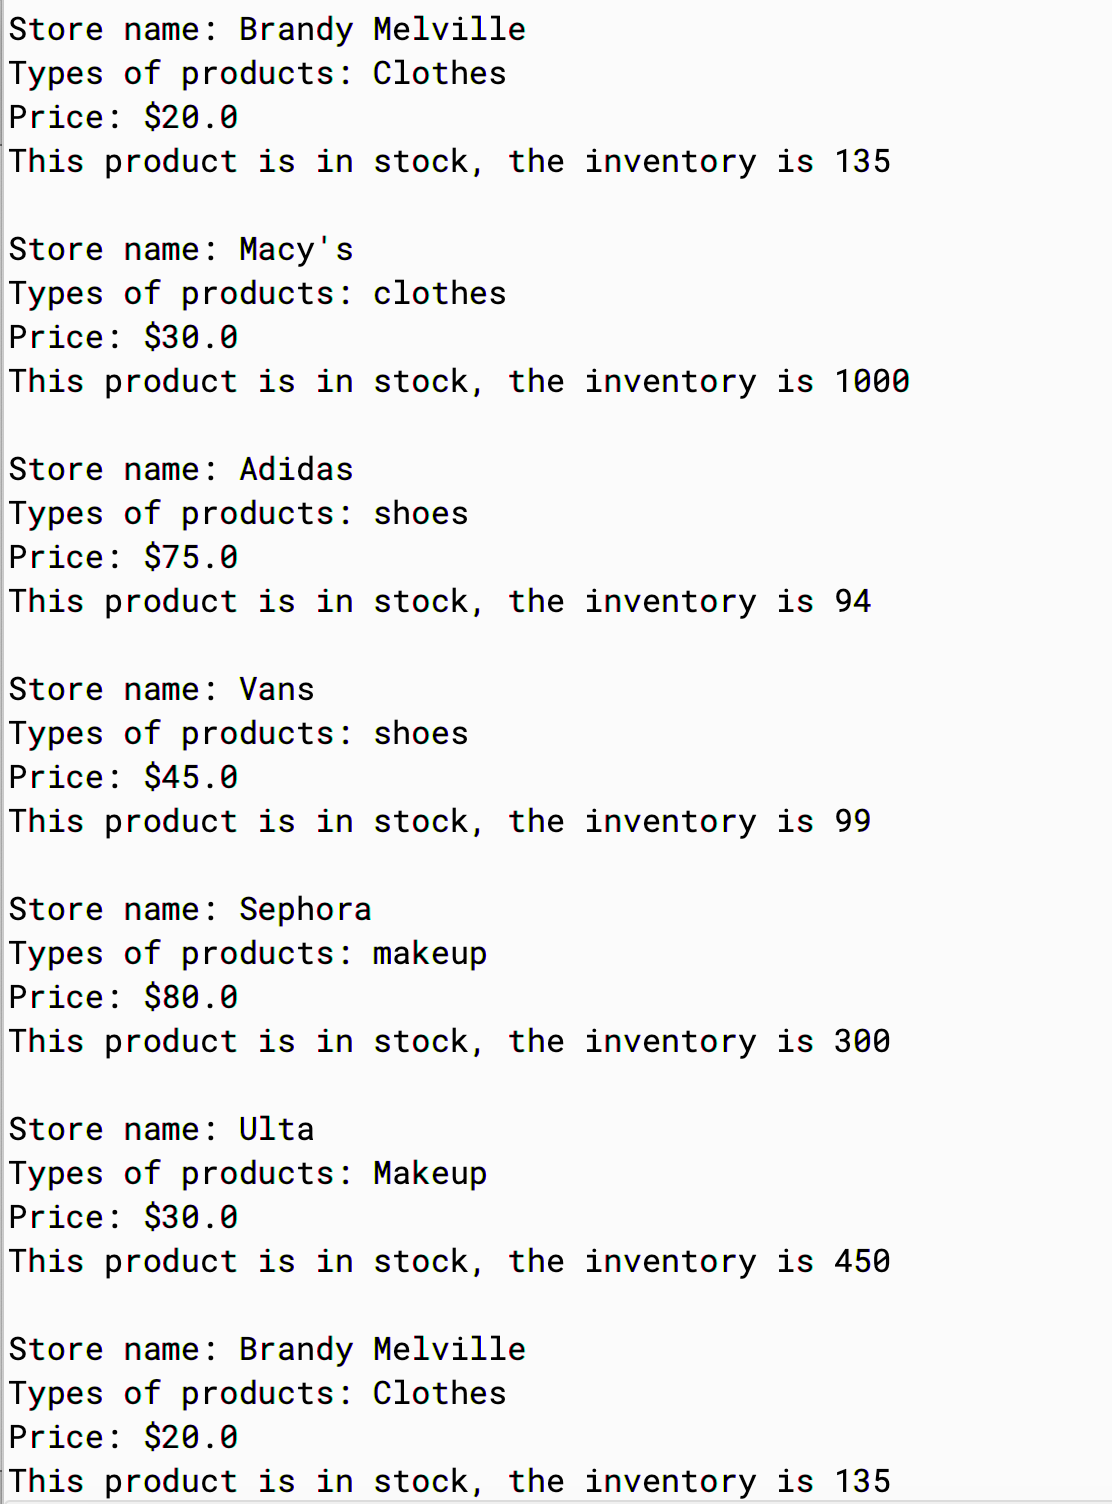 Store name: Brandy Melville
Types of products: Clothes
Price: $20.0
This product is in stock, the inventory is 135
Store name: Macy's
Types of products: clothes
Price: $30.0
This product is in stock, the inventory is 1000
Store name: Adidas
Types of products: shoes
Price: $75.0
This product is in stock, the inventory is 94
Store name: Vans
Types of products: shoes
Price: $45.0
This product is in stock, the inventory is 99
Store name: Sephora
Types of products: makeup
Price: $80.0
This product is in stock, the inventory is 300
Store name: Ulta
Types of products: Makeup
Price: $30.0
This product is in stock, the inventory is 450
Store name: Brandy Melville
Types of products: Clothes
Price: $20.0
This product is in stock, the inventory is 135